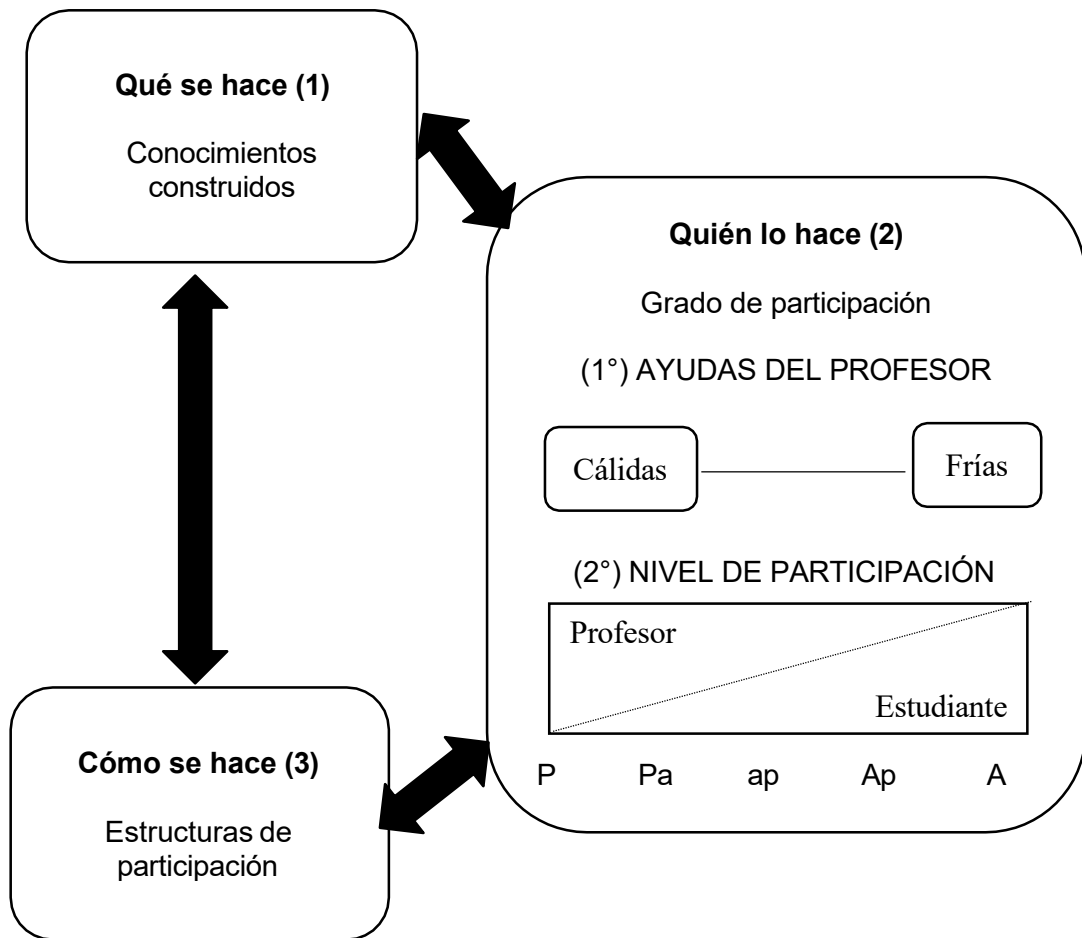 Qué se hace (1)
Conocimientos
construidos
Quién lo hace (2)
Grado de participación
(1°) AYUDAS DEL PROFESOR
Cálidas
Frías
(2°) NIVEL DE PARTICIPACIÓN
Profesor
Estudiante
P Pa ap Ap A
Cómo se hace (3)
Estructuras de
participación